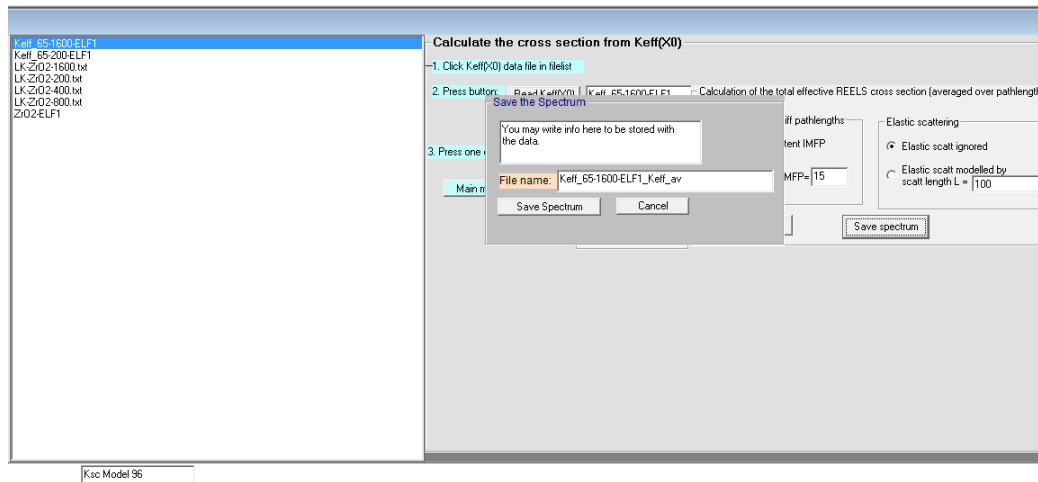 Keff_65-1600-ELF1
Keff_65-200-ELF1
LK-ZrO2-1600.txt
LK-ZrO2-200.txt
LK-ZrO2-400.txt
LK-ZrO2-800.txt
ZrO2-ELF1
Calculate the cross section from Keff(X0)
1. Click Keff(X0) data file in filelist
2. Press button:
Read Keff(X0)
Keff_65-1600-ELF1
Calculation of the total effective REELS cross section (averaged over pathlength
3. Press one
Main
Save the Spectrum
You may write info here to be stored with
the data.
File name:
Keff_65-1600-ELF1_Keff_av
Save Spectrum
Cancel
pathlengths
IMFP
MFP=
15
Elastic scattering
Elastic scatt ignored
Elastic scatt modelled by
scatt length L =
100
Save spectrum
Ksc Model 96